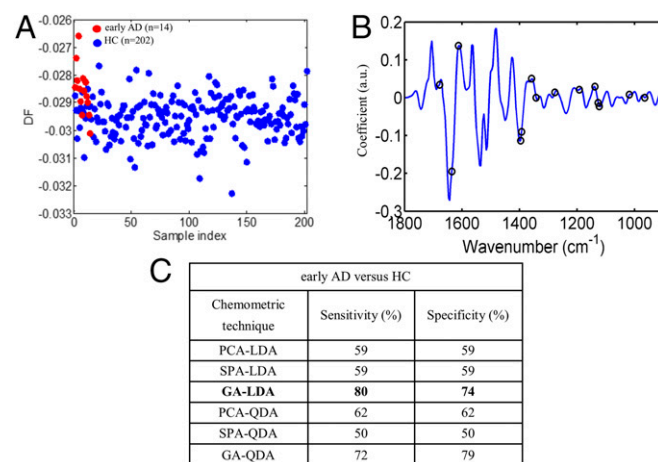 A
early AD (n=14)
HC (n=202)
-0.026
-0.027
-0.028
-0.029
-0.03
-0.031
-0.032
-0.033
DF
0
50
100
150
200
Sample index
B
0.2
0.1
0
-0.1
-0.2
-0.3
Coefficient (a.u.)
1800
1600
1400
1200
1000
Wavenumber (cm-1)
C
early AD versus HC
Chemometric technique Sensitivity (%) Specificity (%)
PCA-LDA 59 59
SPA-LDA 59 59
GA-LDA 80 74
PCA-QDA 62 62
SPA-QDA 50 50
GA-QDA 72 79